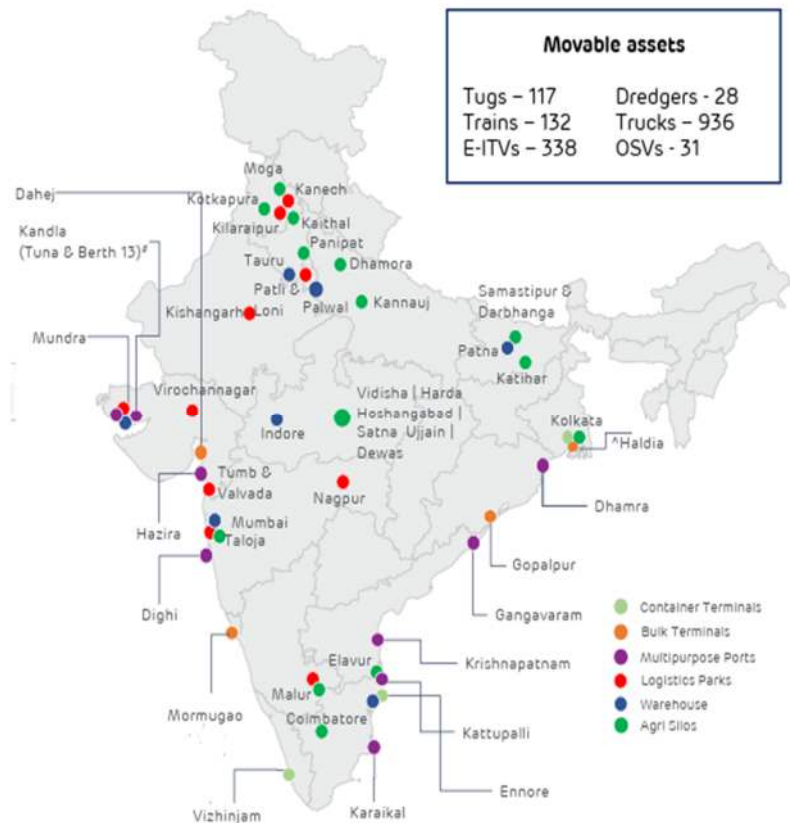 Movable assets
Tugs – 117 Dredgers - 28
Trains – 132 Trucks – 936
E-ITVs – 338 OSVs - 31
Moga
Kanech
Dahej
Kotkapura
Kilaraipur
Kaithal
Kandla
(Tuna & Berth 13)#
Panipat
Tauru
Dhamora
Patli &
Palwal
Kannauj
Samastipur &
Darbhanga
Kishangarh
Loni
Mundra
Patna
Katihar
Virochannagar
Vidisha | Harda
Hoshangabad |
Satna Ujjain |
Dewas
Indore
Kolkata
^Haldia
Tumb &
Valvada
Nagpur
Dhamra
Hazira
Mumbai
Taloja
Gopalpur
Dighi
Gangavaram
Container Terminals
Bulk Terminals
Multipurpose Ports
Logistics Parks
Warehouse
Agri Silos
Krishnapatnam
Elavur
Malur
Mormugao
Coimbatore
Kattupalli
Ennore
Vizhinjam
Karaikal